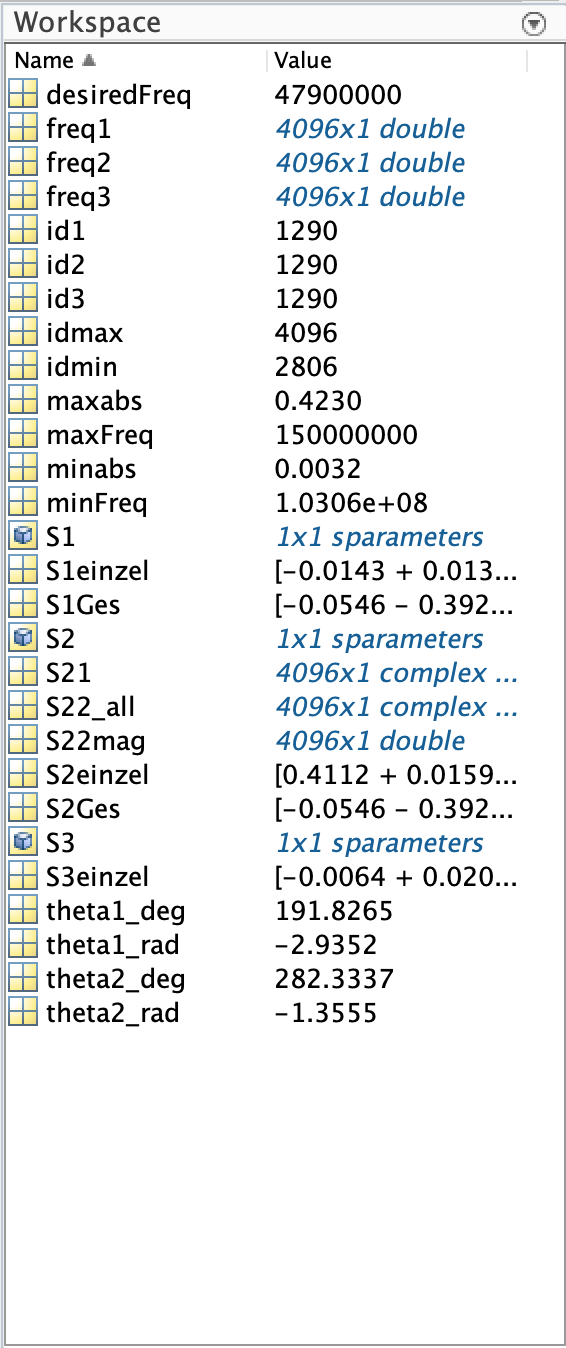 Workspace
Name Value
desiredFreq 47900000
freq1 4096x1 double
freq2 4096x1 double
freq3 4096x1 double
id1 1290
id2 1290
id3 1290
idmax 4096
idmin 2806
maxabs 0.4230
maxFreq 150000000
minabs 0.0032
minFreq 1.0306e+08
S1 1x1 sparameters
S1einzel [-0.0143 + 0.013...
S1Ges [-0.0546 - 0.392...
S2 1x1 sparameters
S21 4096x1 complex ...
S22_all 4096x1 complex ...
S22mag 4096x1 double
S2einzel [0.4112 + 0.0159...
S2Ges [-0.0546 - 0.392...
S3 1x1 sparameters
S3einzel [-0.0064 + 0.020...
theta1_deg 191.8265
theta1_rad -2.9352
theta2_deg 282.3337
theta2_rad -1.3555